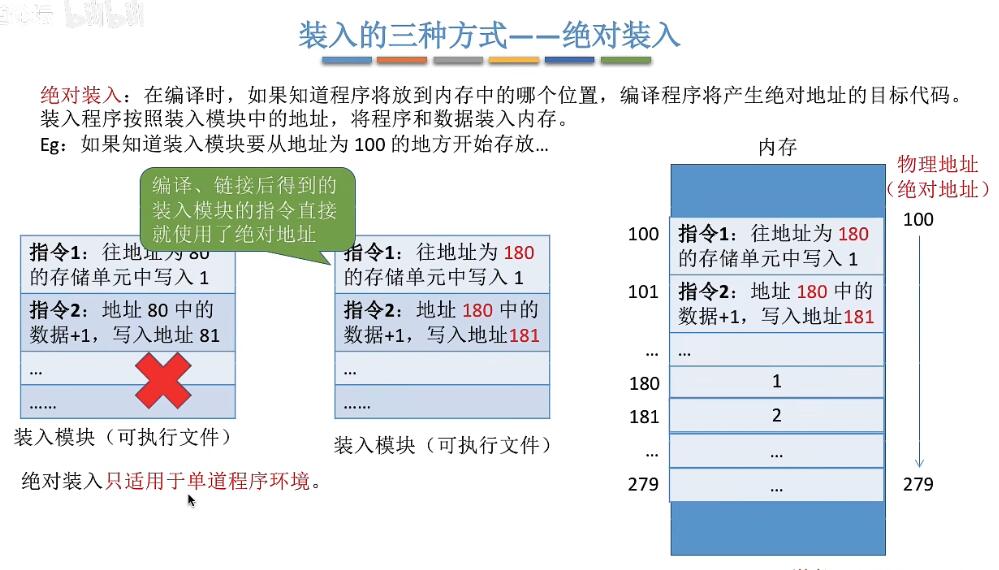 bilibili
装入的三种方式——绝对装入
绝对装入：在编译时，如果知道程序将放到内存中的哪个位置，编译程序将产生绝对地址的目标代码。
装入程序按照装入模块中的地址，将程序和数据装入内存。
Eg：如果知道装入模块要从地址为 100 的地方开始存放…
编译、链接后得到的
装入模块的指令直接
就使用了绝对地址
指令1：往地址为 80
的存储单元中写入 1
指令2：地址 80 中的
数据+1，写入地址 81
…
……
装入模块（可执行文件）
指令1：往地址为 180
的存储单元中写入 1
指令2：地址 180 中的
数据+1，写入地址181
…
……
装入模块（可执行文件）
绝对装入只适用于单道程序环境。
内存
物理地址
（绝对地址）
100
指令1：往地址为 180
的存储单元中写入 1
100
101
指令2：地址 180 中的
数据+1，写入地址181
…
…
180
1
181
2
…
…
279
…
279